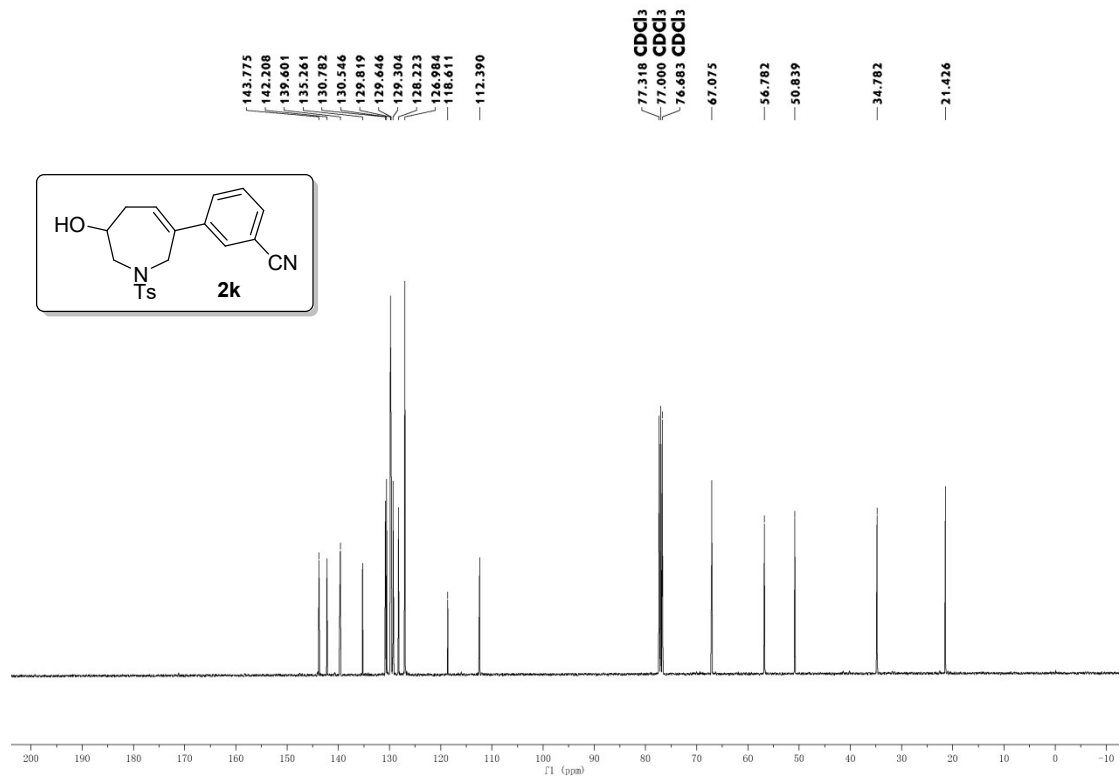 143.775
142.208
139.601
135.261
130.782
130.546
129.819
129.646
129.304
128.223
126.984
118.611
112.390
77.318 CDCl3
77.000 CDCl3
76.683 CDCl3
67.075
56.782
50.839
34.782
21.426
HO
N
Ts
CN
2k
200 190 180 170 160 150 140 130 120 110 100 90 80 70 60 50 40 30 20 10 0 -10
f1 (ppm)